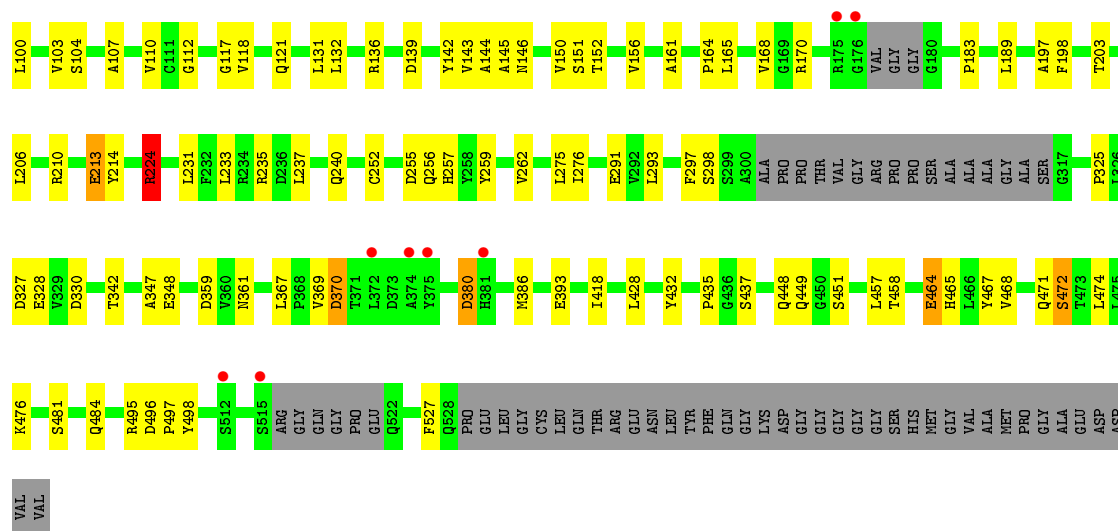 L100 V103 S104 A107 V110 C111 G112 G117 V118 Q121 L131 L132 R136 D139 Y142 V143 A144 A145 N146 V150 S151 T152 V156 A161 P164 L165 V168 G169 R170 R175 G176 VAL GLY GLY G180 P183 L189 A197 F198 T203
L206 R210 E213 Y214 R224 L231 F232 L233 R234 R235 D236 L237 Q240 C252 D255 Q256 H257 Y258 Y259 V262 L275 I276 E291 V292 L293 F297 S298 S299 A300 ALA PRO PRO THR VAL GLY ARG PRO PRO SER ALA ALA ALA ALA GLY ALA SER G317 P325 L326
D327 E328 V329 D330 T342 A347 E348 D359 V360 N361 L367 P368 V369 D370 T371 L372 D373 A374 Y375 D380 H381 M386 E393 I418 L428 Y432 P435 G436 S437 Q448 Q449 G450 S451 L457 T458 E464 H465 L466 Y467 V468 Q471 S472 T473 L474 L475
K476 S481 Q484 R495 D496 P497 Y498 S512 S515 ARG GLY GLN GLY PRO GLU Q522 F527 Q528 PRO GLU LEU GLY CYS LEU GLN THR ARG GLU ASN LEU TYR PHE GLN GLY LYS ASP GLY GLY GLY GLY GLY SER HIS MET GLY VAL ALA MET PRO GLY ALA GLU ASP ASP
VAL VAL